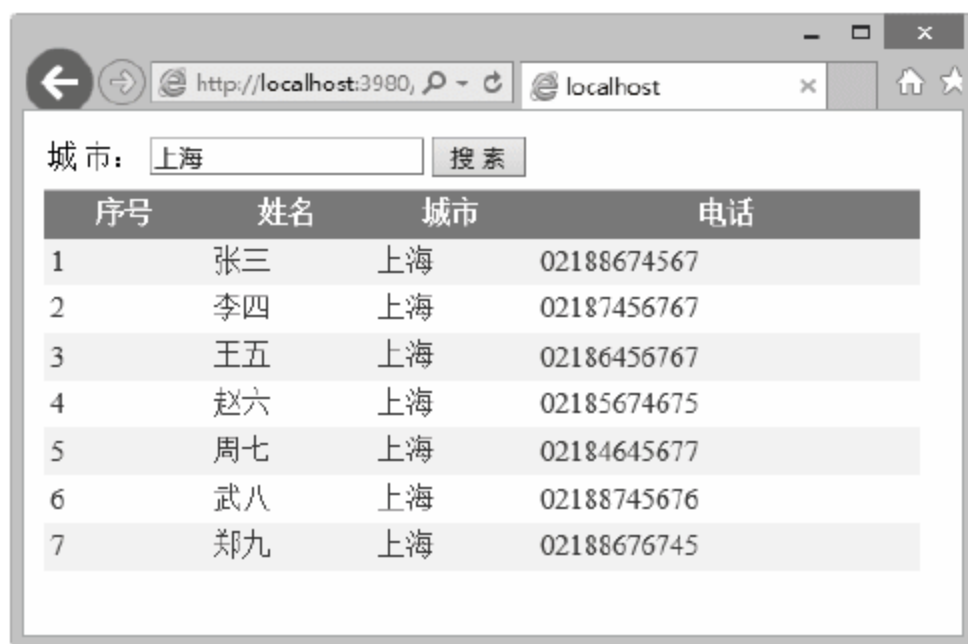 http://localhost:3980,
localhost
城 市： 上海 搜 素
序号 姓名 城市 电话
1 张三 上海 02188674567
2 李四 上海 02187456767
3 王五 上海 02186456767
4 赵六 上海 02185674675
5 周七 上海 02184645677
6 武八 上海 02188745676
7 郑九 上海 02188676745